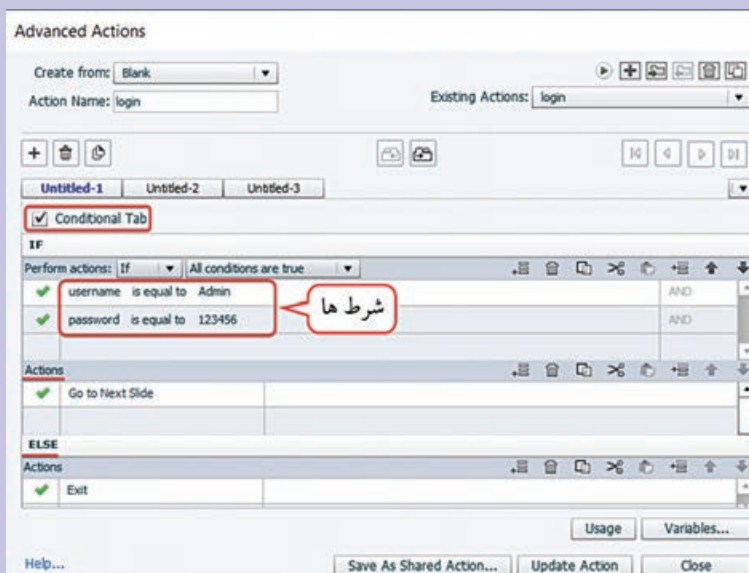 Advanced Actions
Create from: Blank
Action Name: login
Existing Actions: login
Untitled-1 Untitled-2 Untitled-3
Conditional Tab
IF
Perform actions: If All conditions are true
username is equal to Admin AND
password is equal to 123456 AND
شرط ها
Actions
Go to Next Slide
ELSE
Actions
Exit
Usage Variables...
Help... Save As Shared Action... Update Action Close